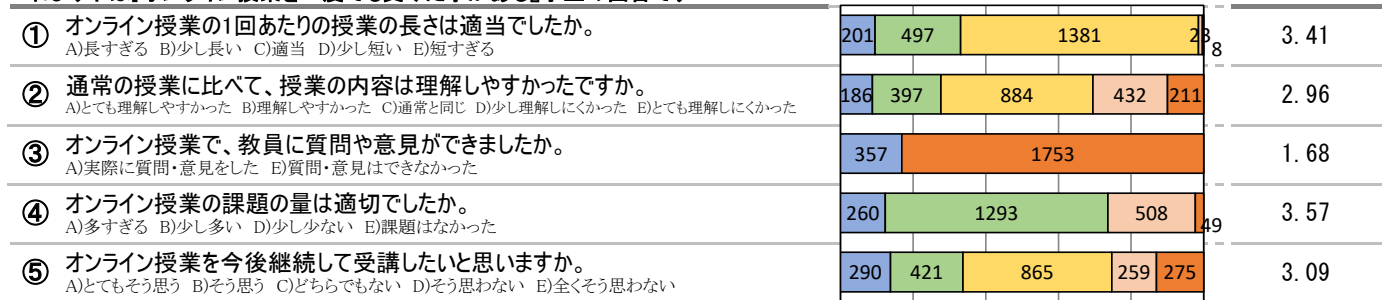 ① オンライン授業の1回あたりの授業の長さは適当でしたか。
A)長すぎる B)少し長い C)適当 D)少し短い E)短すぎる
201 497 1381 23 8 3.41
② 通常の授業に比べて、授業の内容は理解しやすかったですか。
A)とても理解しやすかった B)理解しやすかった C)通常と同じ D)少し理解しにくかった E)とても理解しにくかった
186 397 884 432 211 2.96
③ オンライン授業で、教員に質問や意見ができましたか。
A)実際に質問・意見をした E)質問・意見はできなかった
357 1753 1.68
④ オンライン授業の課題の量は適切でしたか。
A)多すぎる B)少し多い D)少し少ない E)課題はなかった
260 1293 508 49 3.57
⑤ オンライン授業を今後継続して受講したいと思いますか。
A)とてもそう思う B)そう思う C)どちらでもない D)そう思わない E)全くそう思わない
290 421 865 259 275 3.09